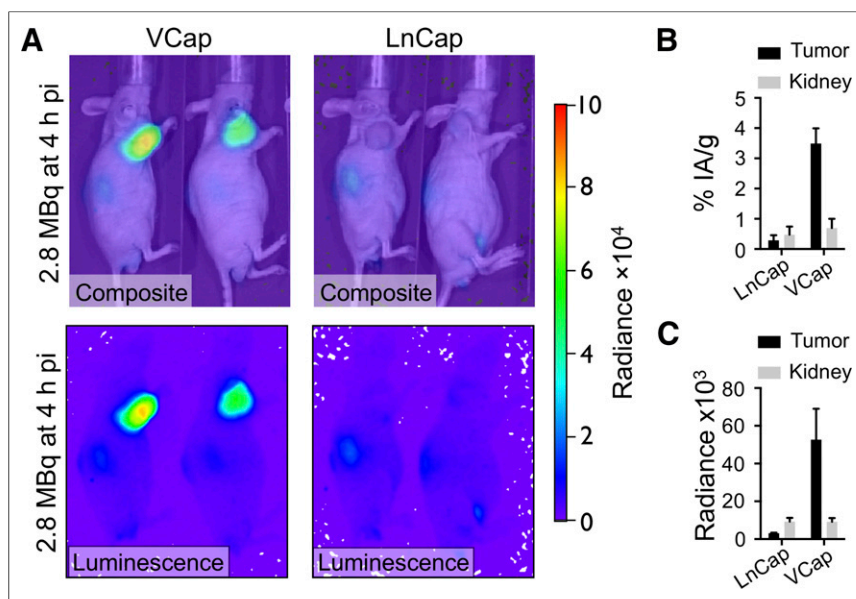 A
VCap
LnCap
2.8 MBq at 4 h pi
Composite
Composite
2.8 MBq at 4 h pi
Luminescence
Luminescence
10
8
6
4
2
0
Radiance ×10⁴
B
Tumor
Kidney
% IA/g
5
4
3
2
1
0
LnCap
VCap
C
Tumor
Kidney
Radiance x10³
80
60
40
20
0
LnCap
VCap